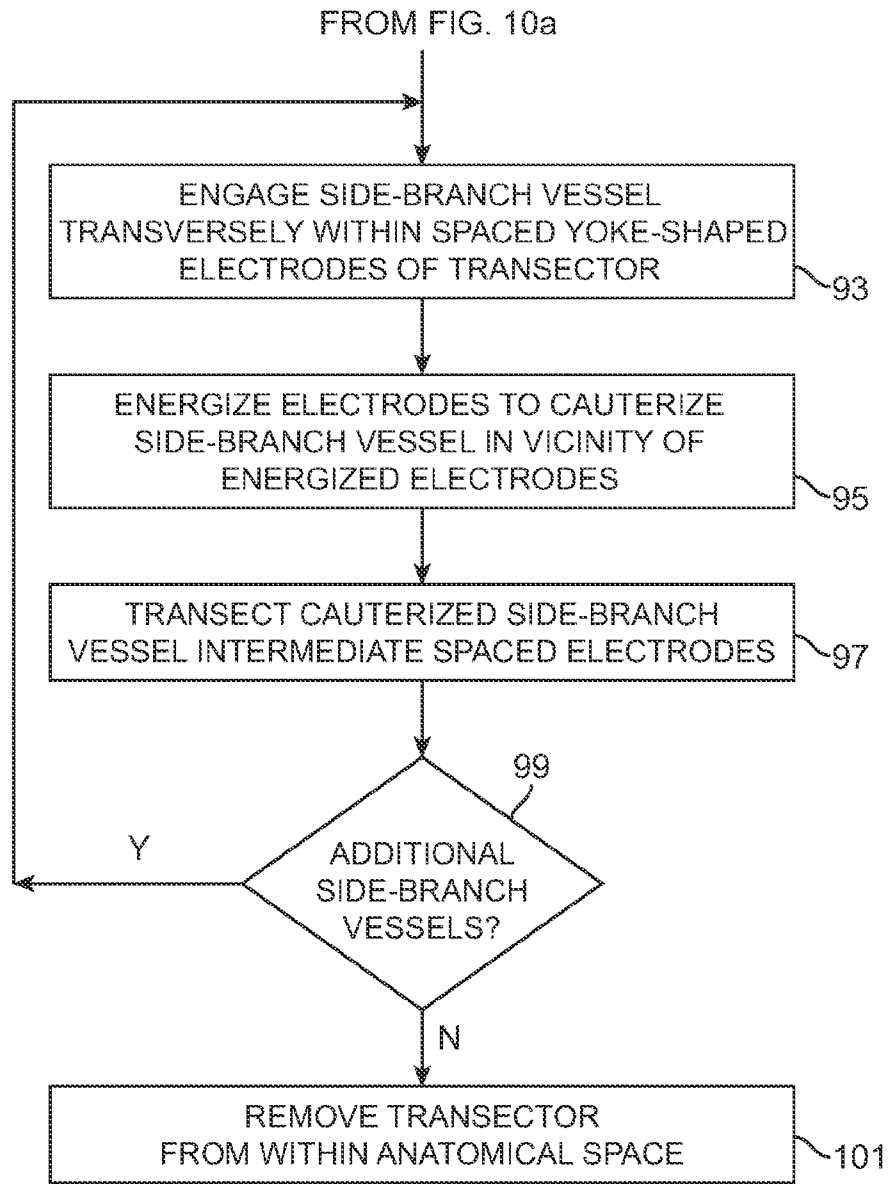 FROM FIG. 10a
ENGAGE SIDE-BRANCH VESSEL
TRANSVERSELY WITHIN SPACED YOKE-SHAPED
ELECTRODES OF TRANSECTOR
93
ENERGIZE ELECTRODES TO CAUTERIZE
SIDE-BRANCH VESSEL IN VICINITY OF
ENERGIZED ELECTRODES
95
TRANSECT CAUTERIZED SIDE-BRANCH
VESSEL INTERMEDIATE SPACED ELECTRODES
97
99
Y
ADDITIONAL
SIDE-BRANCH
VESSELS?
N
REMOVE TRANSECTOR
FROM WITHIN ANATOMICAL SPACE
101